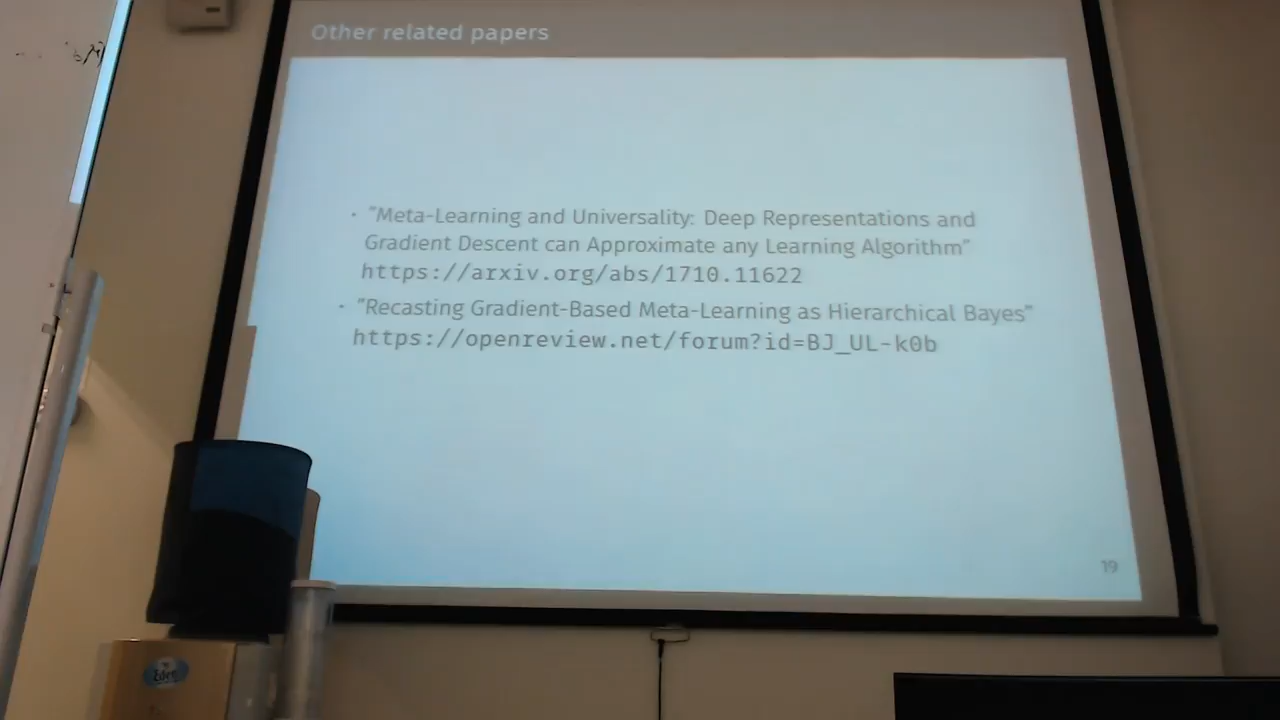 Other related papers
· "Meta-Learning and Universality: Deep Representations and
Gradient Descent can Approximate any Learning Algorithm"
https://arxiv.org/abs/1710.11622
· "Recasting Gradient-Based Meta-Learning as Hierarchical Bayes"
https://openreview.net/forum?id=BJ_UL-k0b
19
Eden